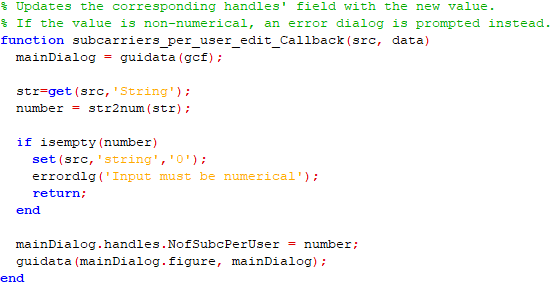 % Updates the corresponding handles' field with the new value.
% If the value is non-numerical, an error dialog is prompted instead.
function subcarriers_per_user_edit_Callback(src, data)
  mainDialog = guidata(gcf);

  str=get(src,'String');
  number = str2num(str);

  if isempty(number)
    set(src,'string','0');
    errordlg('Input must be numerical');
    return;
  end

  mainDialog.handles.NofSubcPerUser = number;
  guidata(mainDialog.figure, mainDialog);
end